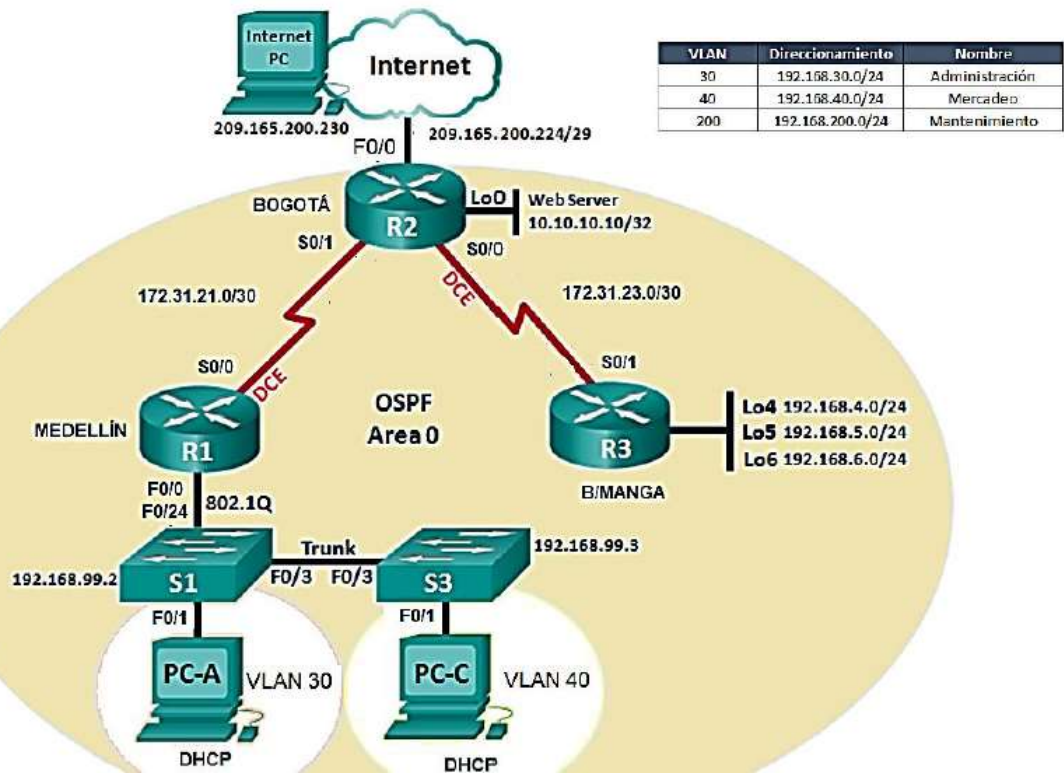 Internet
PC
Internet
209.165.200.230
209.165.200.224/29
F0/0
VLAN Direccionamiento Nombre
30 192.168.30.0/24 Administración
40 192.168.40.0/24 Mercadeo
200 192.168.200.0/24 Mantenimiento
BOGOTÁ
R2
Lo0
Web Server
10.10.10.10/32
S0/1
S0/0
DCE
172.31.21.0/30
172.31.23.0/30
S0/0
DCE
S0/1
OSPF
Area 0
MEDELLÍN
R1
R3
B/MANGA
Lo4 192.168.4.0/24
Lo5 192.168.5.0/24
Lo6 192.168.6.0/24
F0/0
F0/24
802.1Q
Trunk
192.168.99.2
S1
F0/3
F0/3
S3
192.168.99.3
F0/1
F0/1
PC-A
VLAN 30
PC-C
VLAN 40
DHCP
DHCP